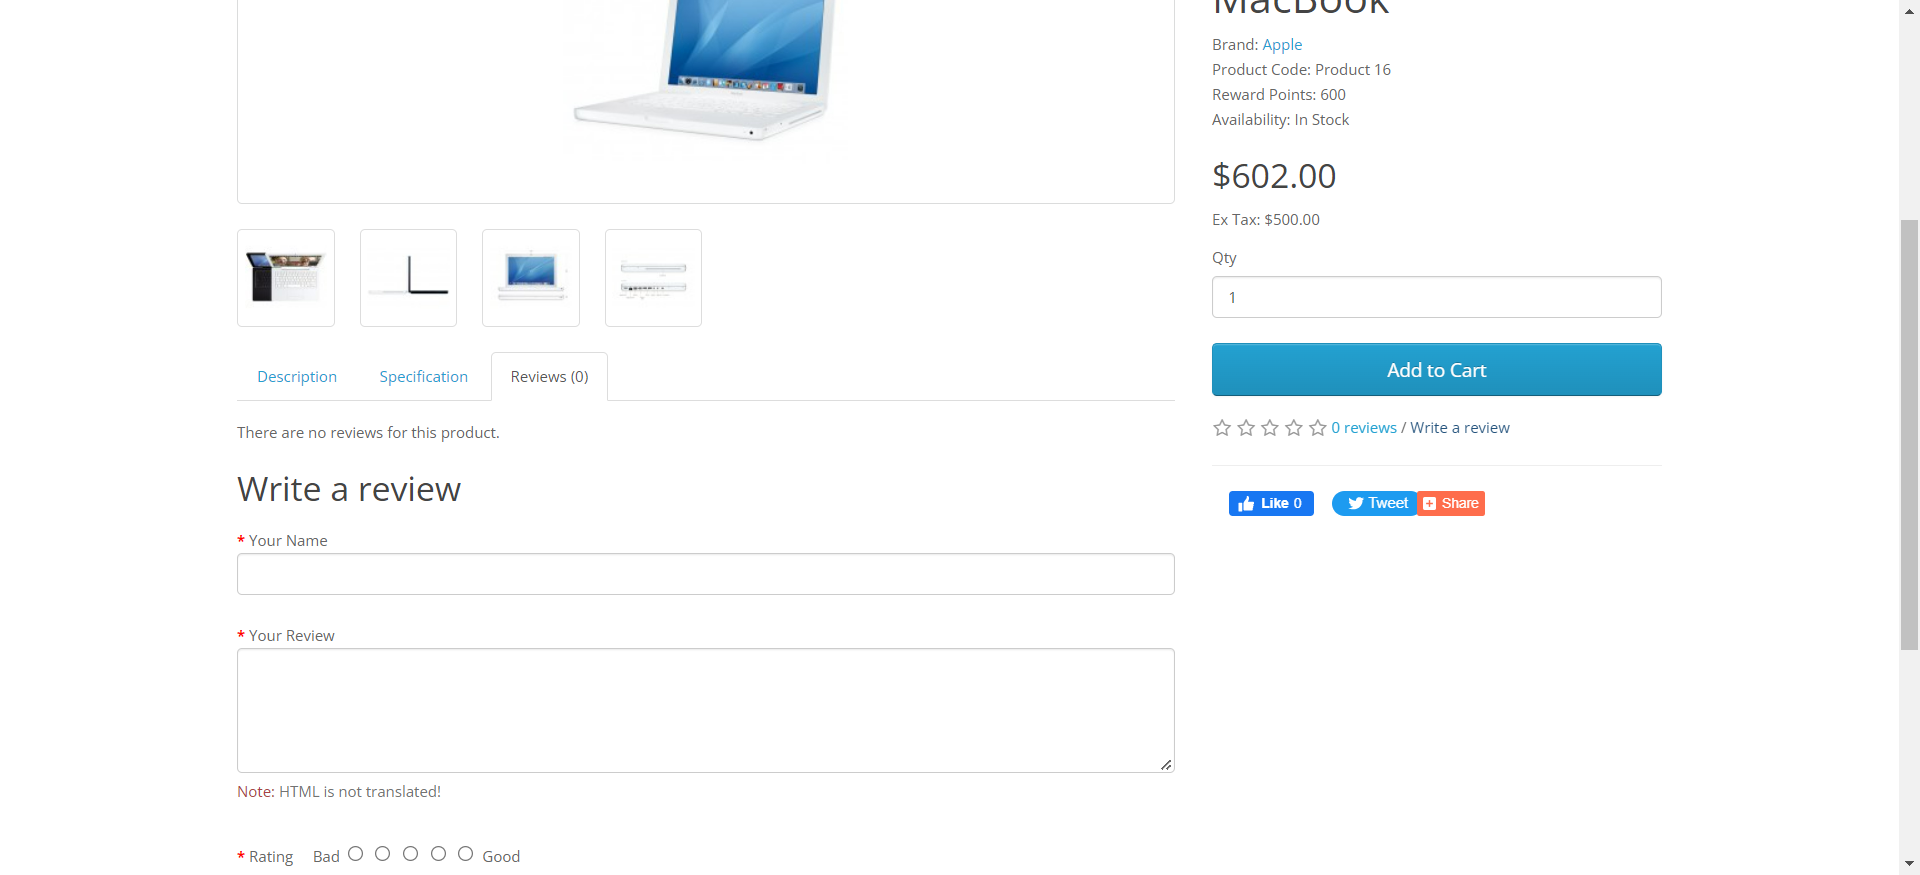 MacBook
Brand: Apple
Product Code: Product 16
Reward Points: 600
Availability: In Stock
$602.00
Ex Tax: $500.00
Qty
1
Add to Cart
0 reviews / Write a review
Like 0
Tweet
Share
Description
Specification
Reviews (0)
There are no reviews for this product.
Write a review
* Your Name
* Your Review
Note: HTML is not translated!
* Rating Bad Good